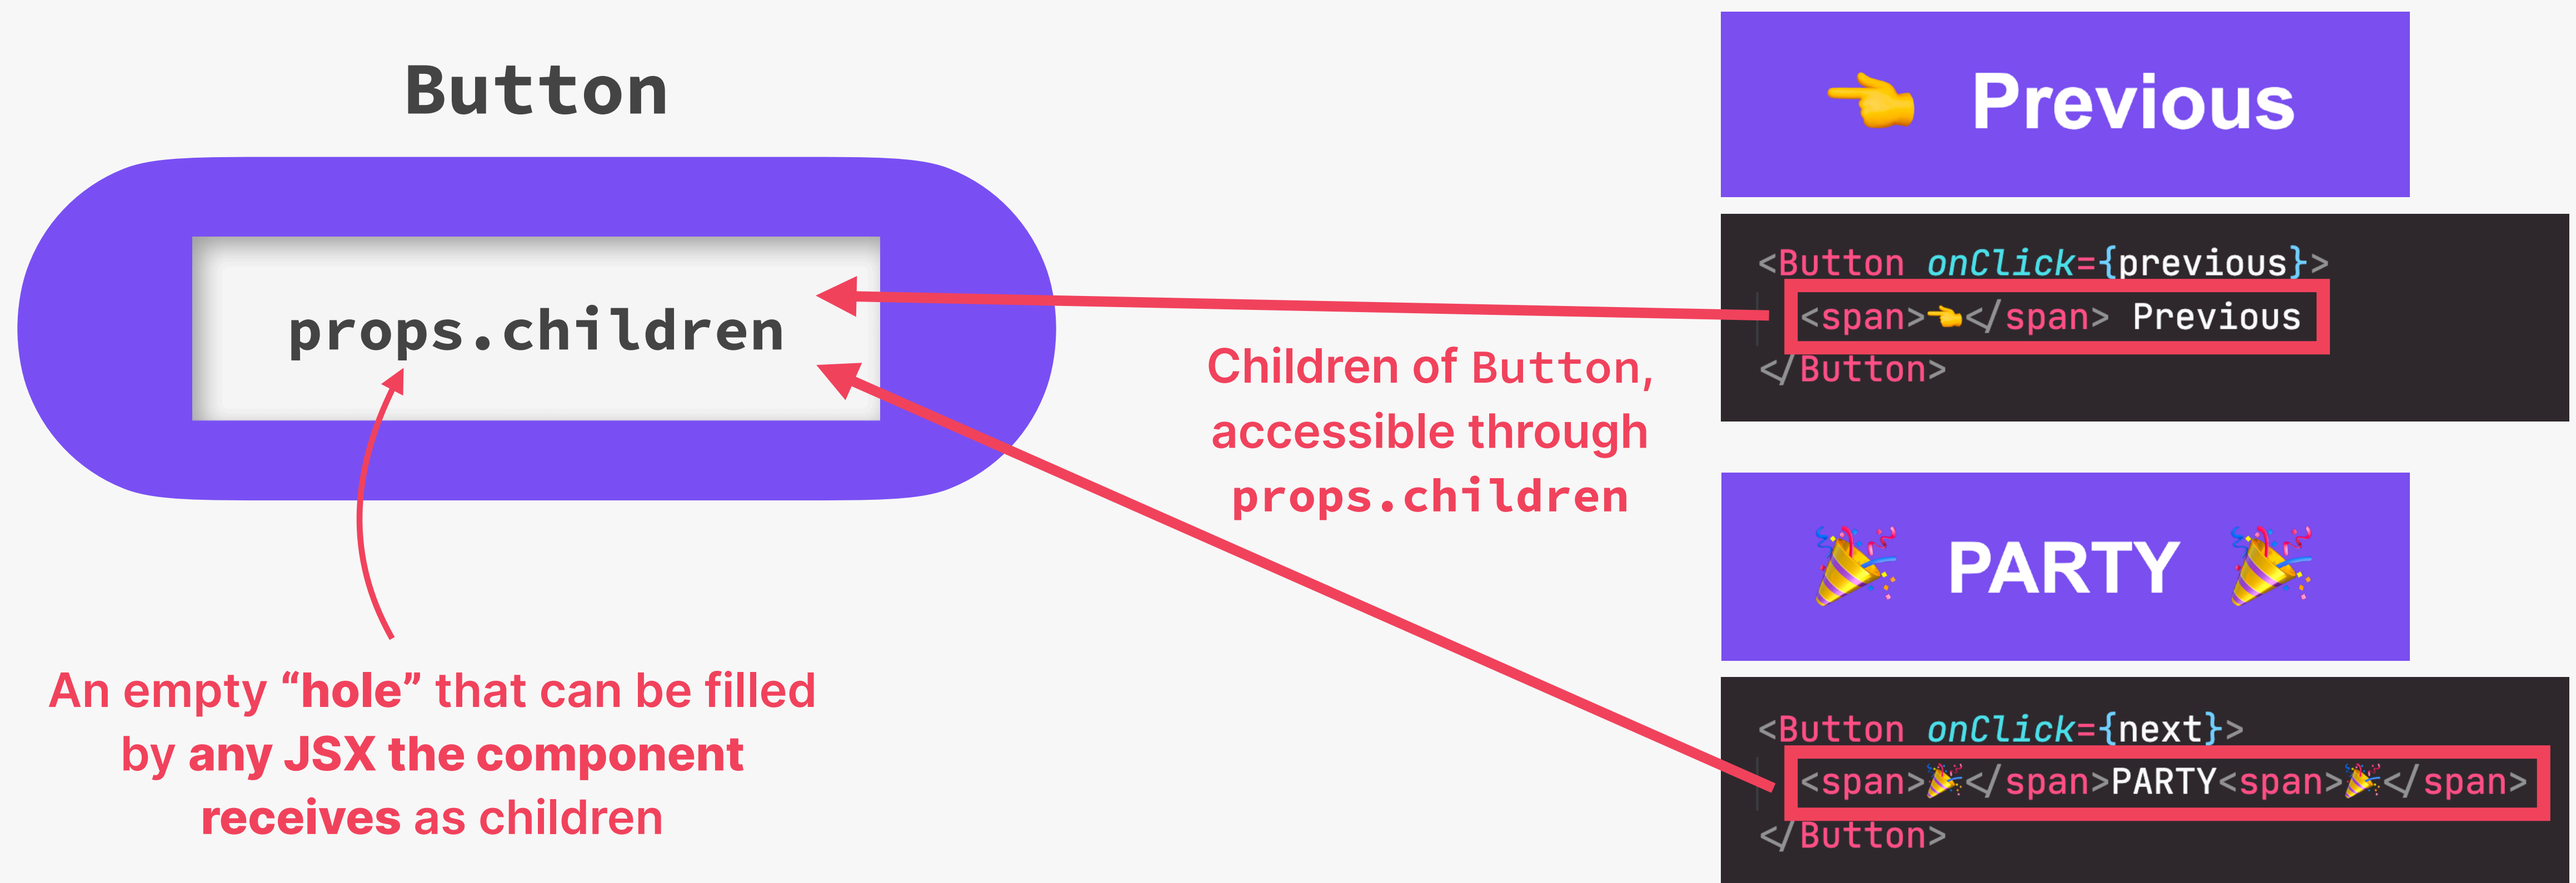 Button
props.children
An empty “hole” that can be filled
by any JSX the component
receives as children
Children of Button,
accessible through
props.children
👈 Previous
<Button onClick={previous}>
<span>👈</span> Previous
</Button>
🎉 PARTY 🎉
<Button onClick={next}>
<span>🎉</span>PARTY<span>🎉</span>
</Button>